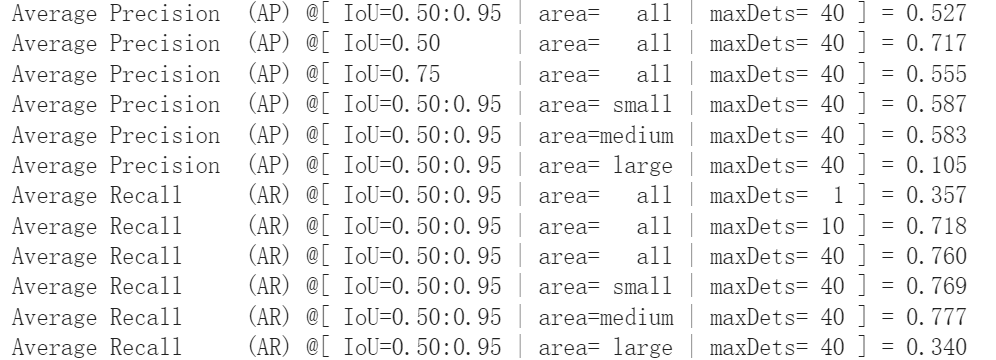 Average Precision  (AP) @[ IoU=0.50:0.95 | area=   all | maxDets= 40 ] = 0.527
Average Precision  (AP) @[ IoU=0.50      | area=   all | maxDets= 40 ] = 0.717
Average Precision  (AP) @[ IoU=0.75      | area=   all | maxDets= 40 ] = 0.555
Average Precision  (AP) @[ IoU=0.50:0.95 | area= small | maxDets= 40 ] = 0.587
Average Precision  (AP) @[ IoU=0.50:0.95 | area=medium | maxDets= 40 ] = 0.583
Average Precision  (AP) @[ IoU=0.50:0.95 | area= large | maxDets= 40 ] = 0.105
Average Recall     (AR) @[ IoU=0.50:0.95 | area=   all | maxDets=  1 ] = 0.357
Average Recall     (AR) @[ IoU=0.50:0.95 | area=   all | maxDets= 10 ] = 0.718
Average Recall     (AR) @[ IoU=0.50:0.95 | area=   all | maxDets= 40 ] = 0.760
Average Recall     (AR) @[ IoU=0.50:0.95 | area= small | maxDets= 40 ] = 0.769
Average Recall     (AR) @[ IoU=0.50:0.95 | area=medium | maxDets= 40 ] = 0.777
Average Recall     (AR) @[ IoU=0.50:0.95 | area= large | maxDets= 40 ] = 0.340